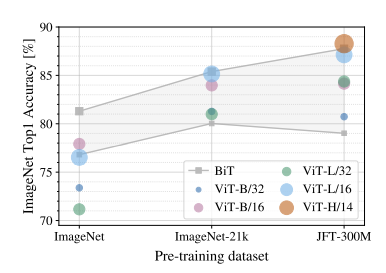 90
85
80
75
70
ImageNet Top1 Accuracy [%]
BiT
ViT-B/32
ViT-B/16
ViT-L/32
ViT-L/16
ViT-H/14
ImageNet
ImageNet-21k
JFT-300M
Pre-training dataset